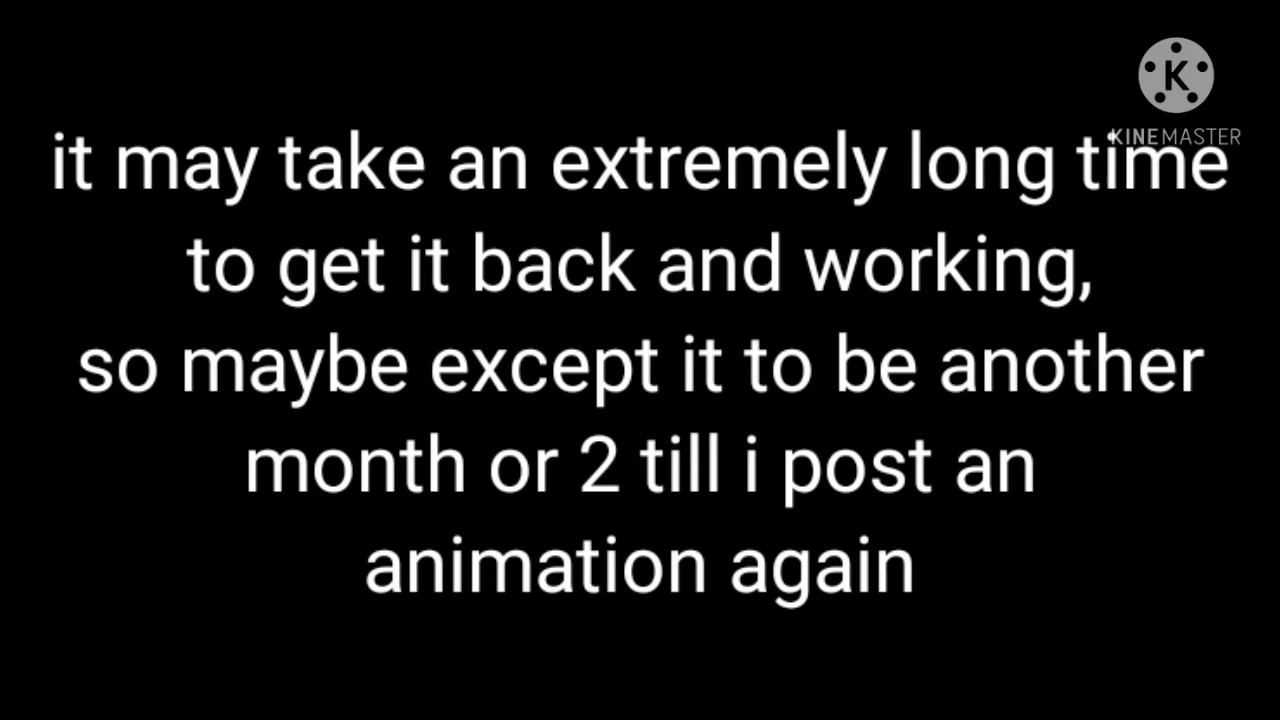 KINEMASTER
it may take an extremely long time
to get it back and working,
so maybe except it to be another
month or 2 till i post an
animation again